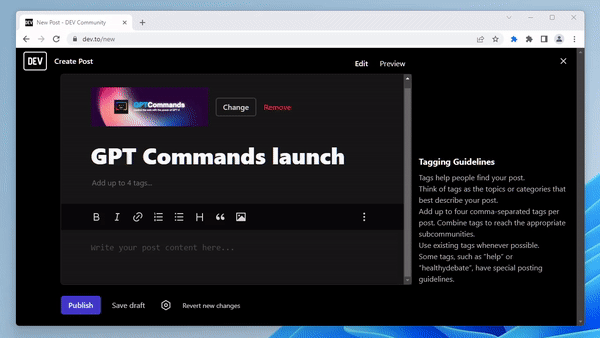 New Post - DEV Community
dev.to/new
DEV
Create Post
Edit
Preview
GPTCommands
Change
Remove
GPT Commands launch
Add up to 4 tags...
Write your post content here...
Tagging Guidelines
Tags help people find your post.
Think of tags as the topics or categories that
best describe your post.
Add up to four comma-separated tags per
post. Combine tags to reach the appropriate
subcommunities.
Use existing tags whenever possible.
Some tags, such as "help" or
"healthydebate", have special posting
guidelines.
Publish
Save draft
Revert new changes